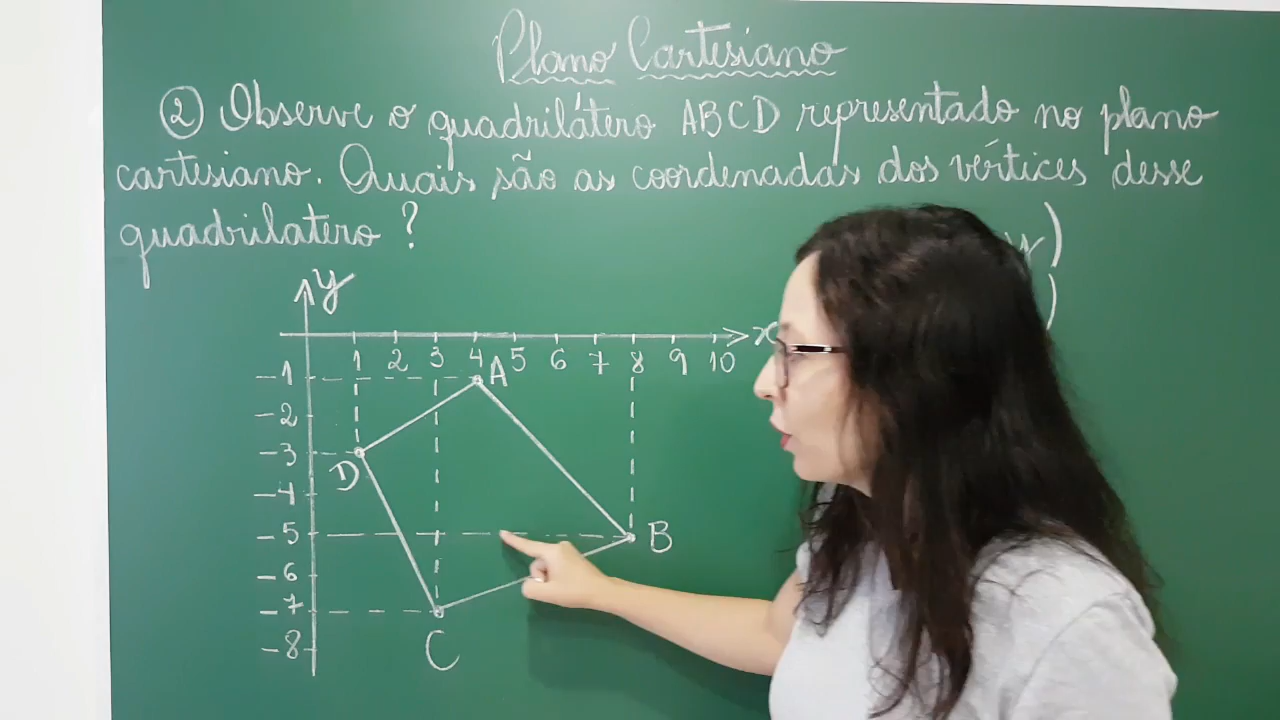 Plano Cartesiano
② Observe o quadrilátero ABCD representado no plano
cartesiano. Quais são as coordenadas dos vértices desse
quadrilatero ?
y)
)
y
x
1 2 3 4 5 6 7 8 9 10
-1 A
-2
-3
D
-4
-5 B
-6
-7
-8 C